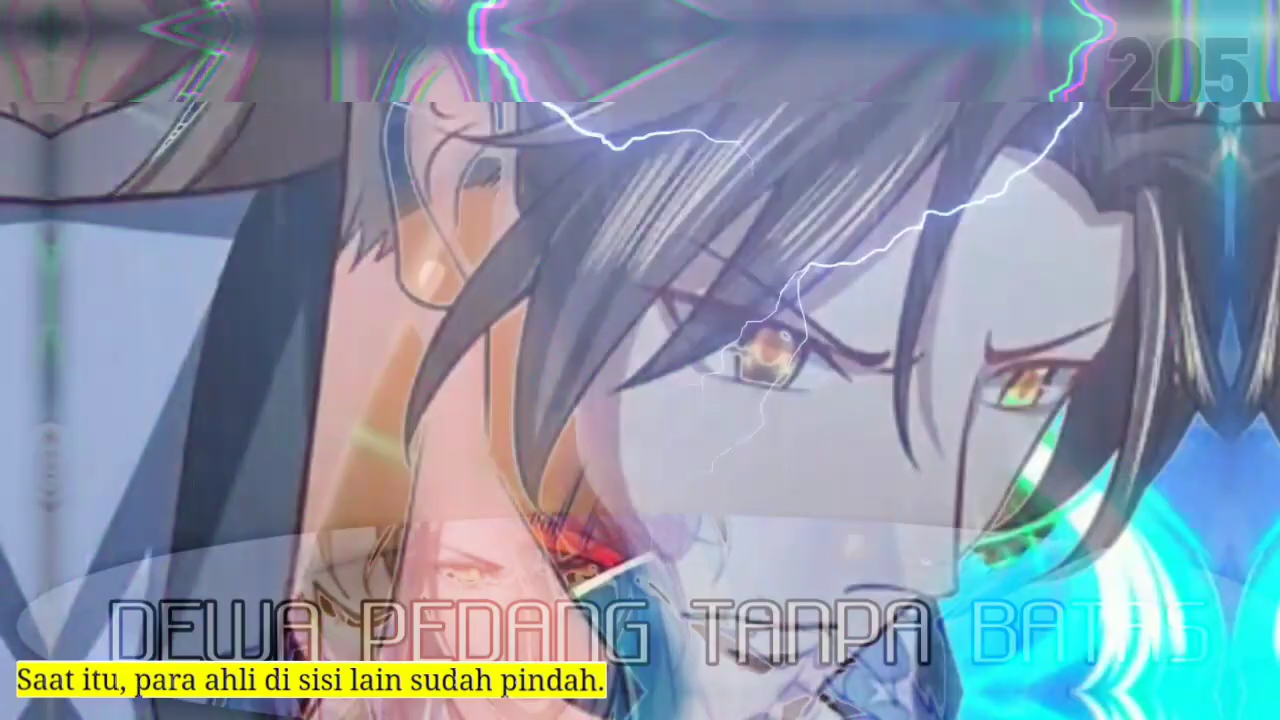 205
DEWA PEDANG TANPA BATAS
Saat itu, para ahli di sisi lain sudah pindah.